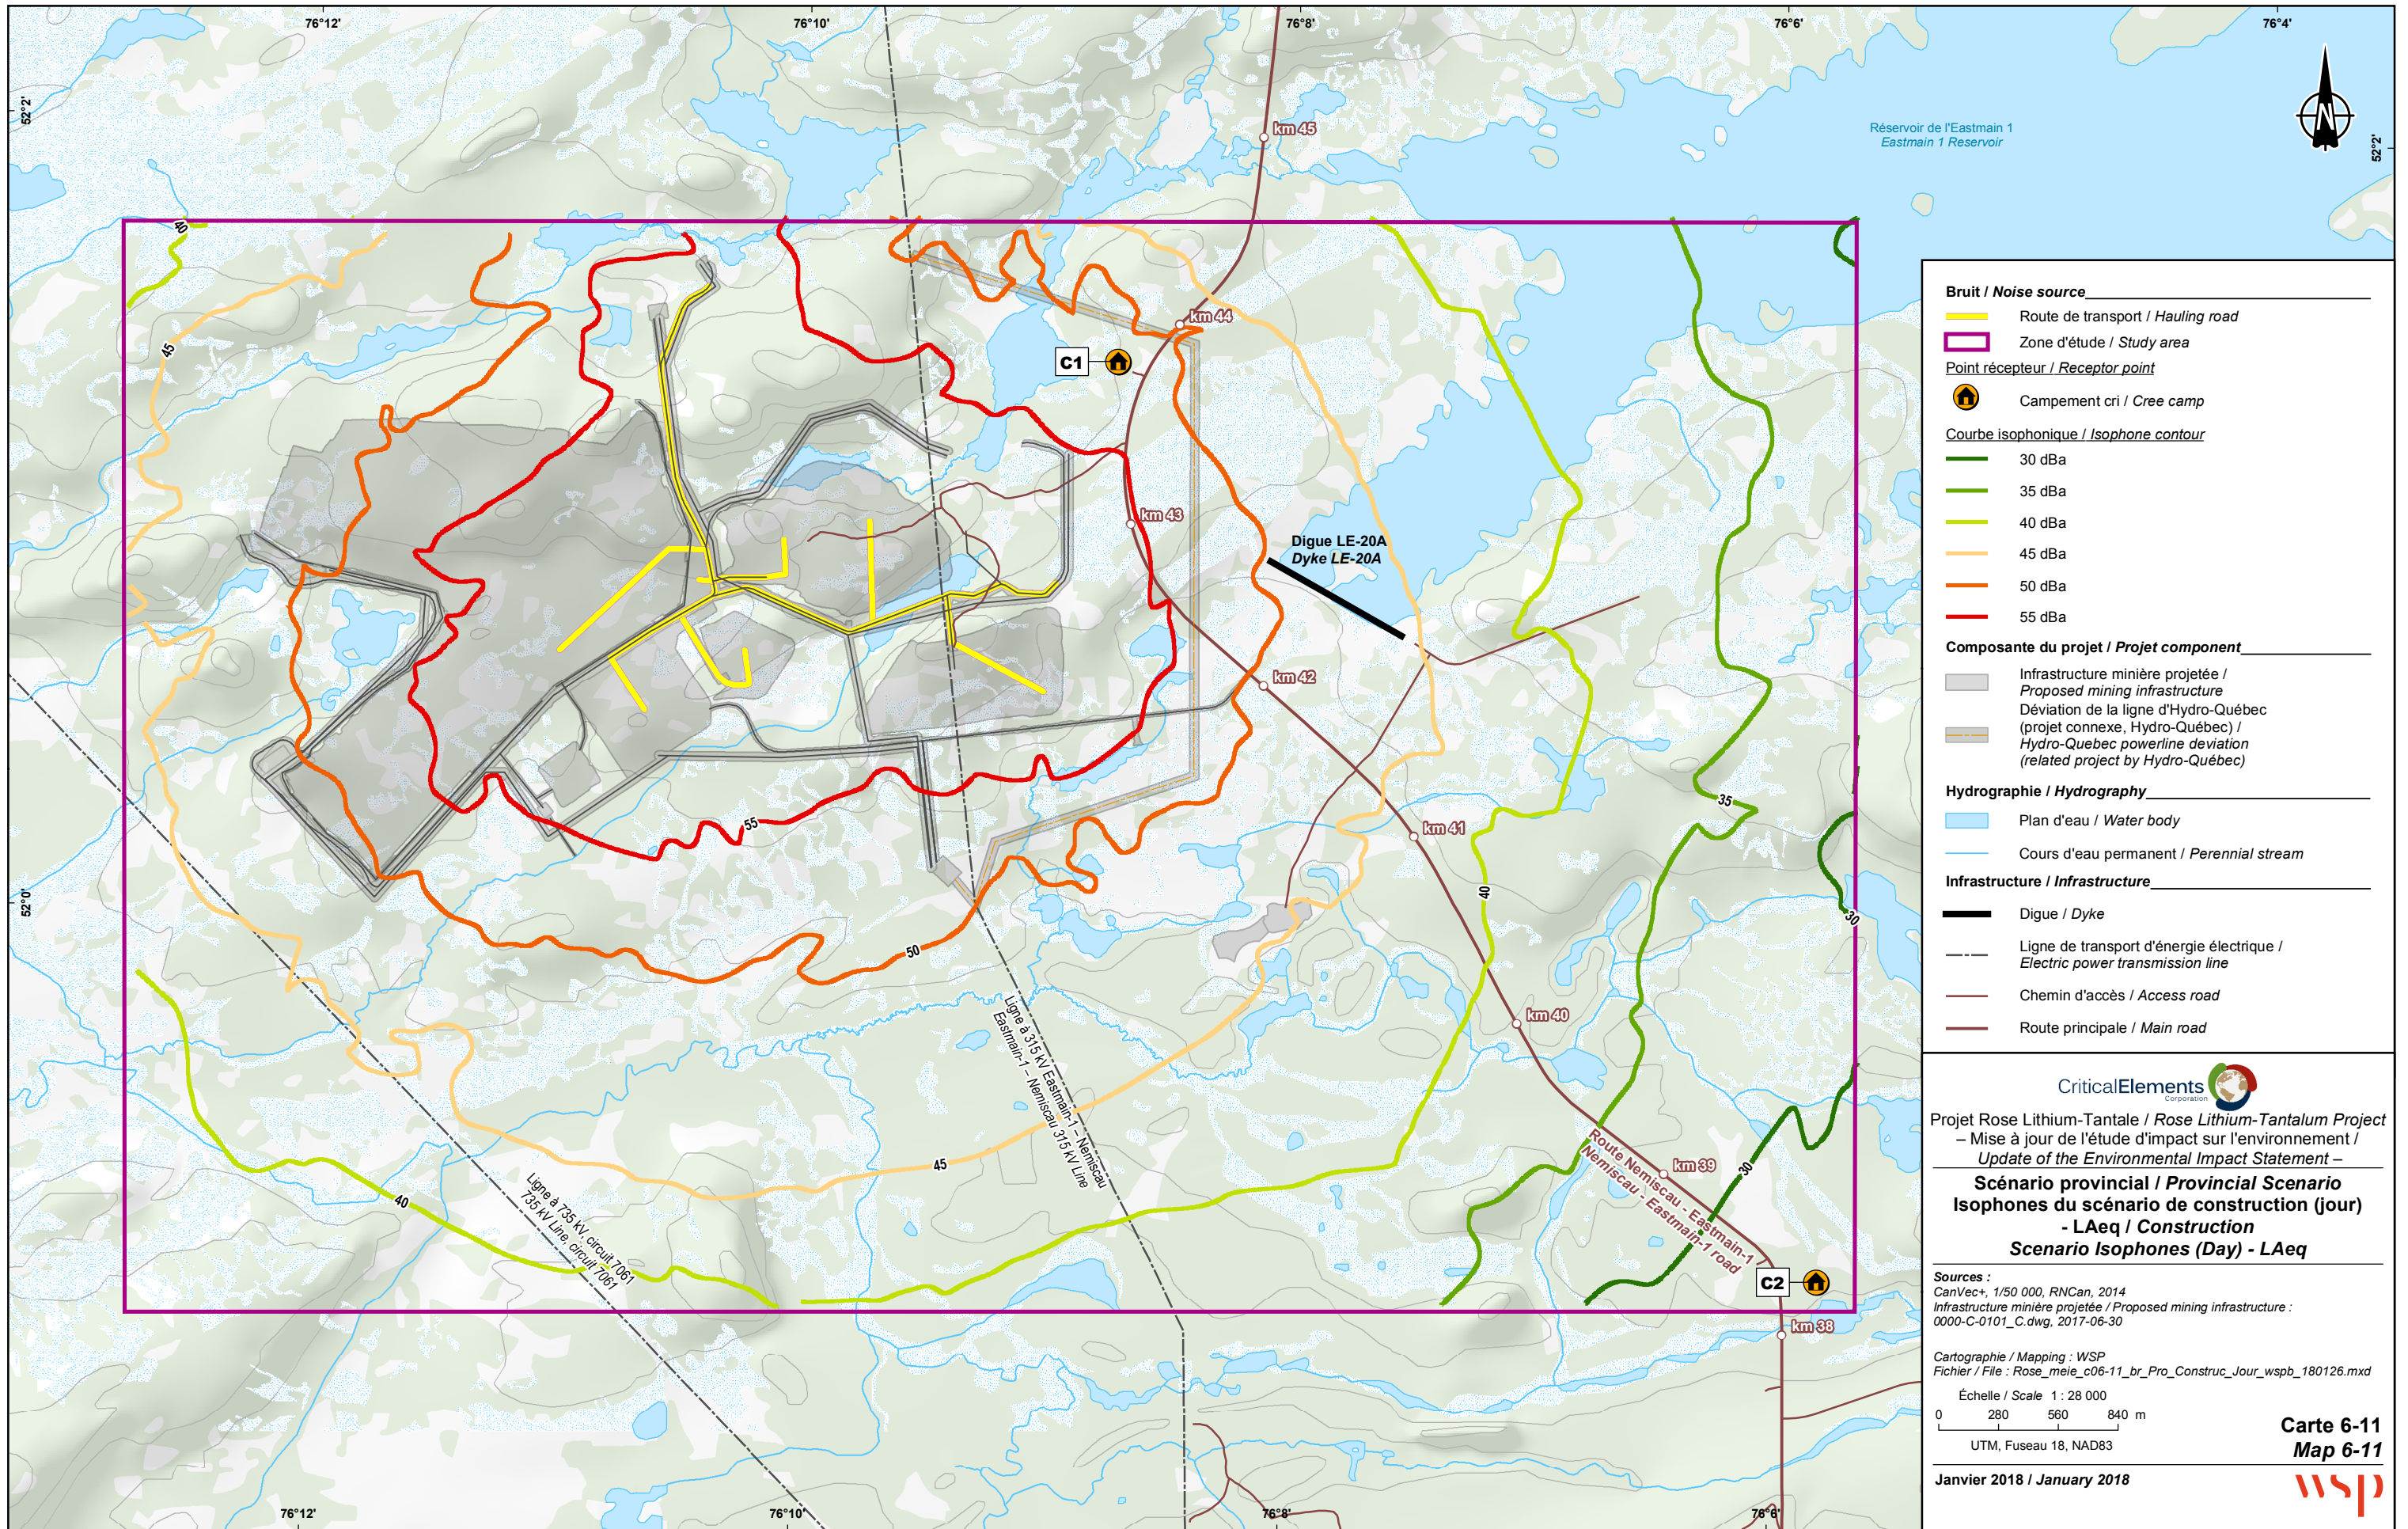 76°12'
76°10'
76°8'
76°6'
76°4'
52°2'
52°2'
52°0'
Réservoir de l'Eastmain 1
Eastmain 1 Reservoir
km 45
km 44
C1
km 43
Digue LE-20A
Dyke LE-20A
km 42
km 41
km 40
km 39
km 38
C2
40
45
55
50
45
40
40
35
30
30
Ligne à 315 kV Eastmain-1 – Nemiscau
Eastmain-1 – Nemiscau 315 kV Line
Ligne à 735 kV, circuit 7061
735 kV Line, circuit 7061
Route Nemiscau - Eastmain-1
Nemiscau - Eastmain-1 road
76°12'
76°10'
76°8'
76°6'
Bruit / Noise source
Route de transport / Hauling road
Zone d'étude / Study area
Point récepteur / Receptor point
Campement cri / Cree camp
Courbe isophonique / Isophone contour
30 dBa
35 dBa
40 dBa
45 dBa
50 dBa
55 dBa
Composante du projet / Projet component
Infrastructure minière projetée /
Proposed mining infrastructure
Déviation de la ligne d'Hydro-Québec
(projet connexe, Hydro-Québec) /
Hydro-Quebec powerline deviation
(related project by Hydro-Québec)
Hydrographie / Hydrography
Plan d'eau / Water body
Cours d'eau permanent / Perennial stream
Infrastructure / Infrastructure
Digue / Dyke
Ligne de transport d'énergie électrique /
Electric power transmission line
Chemin d'accès / Access road
Route principale / Main road
CriticalElements
Corporation
Projet Rose Lithium-Tantale / Rose Lithium-Tantalum Project
– Mise à jour de l'étude d'impact sur l'environnement /
Update of the Environmental Impact Statement –
Scénario provincial / Provincial Scenario
Isophones du scénario de construction (jour)
- LAeq / Construction
Scenario Isophones (Day) - LAeq
Sources :
CanVec+, 1/50 000, RNCan, 2014
Infrastructure minière projetée / Proposed mining infrastructure :
0000-C-0101_C.dwg, 2017-06-30
Cartographie / Mapping : WSP
Fichier / File : Rose_meie_c06-11_br_Pro_Construc_Jour_wspb_180126.mxd
Échelle / Scale 1 : 28 000
0 280 560 840 m
UTM, Fuseau 18, NAD83
Carte 6-11
Map 6-11
Janvier 2018 / January 2018
wsp
N